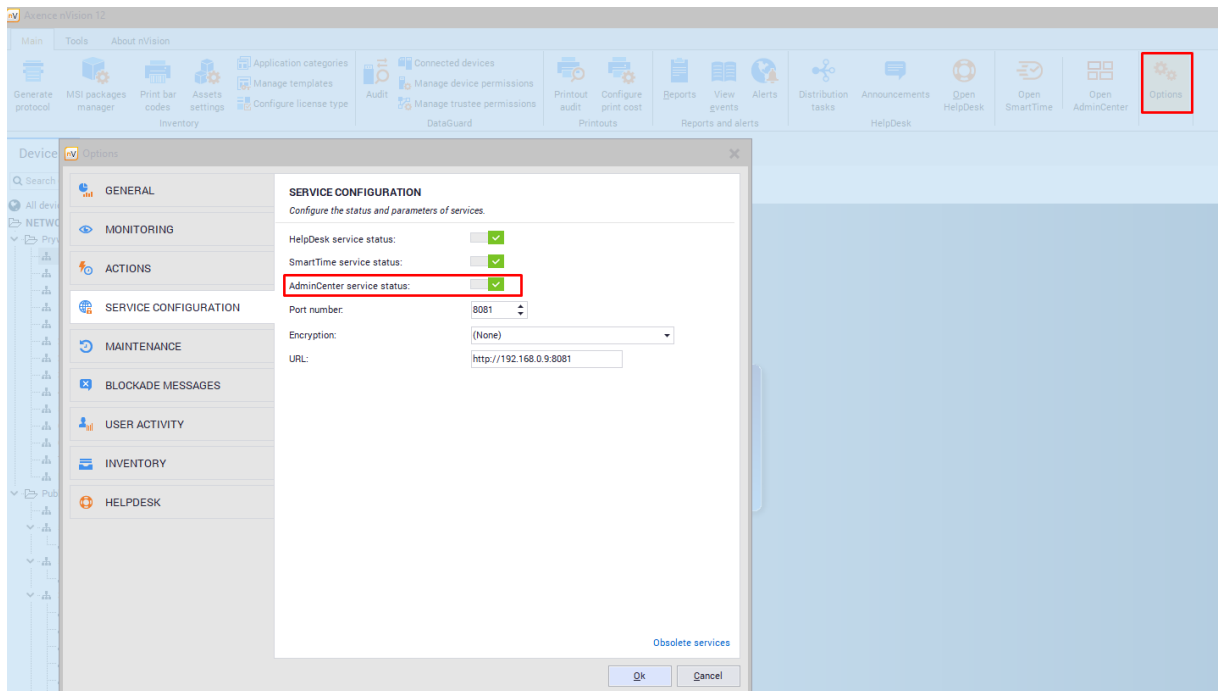 nV Axence nVision 12
Main Tools About nVision
Generate protocol
MSI packages manager
Print bar codes
Assets settings
Application categories
Manage templates
Configure license type
Inventory
Audit
Connected devices
Manage device permissions
Manage trustee permissions
DataGuard
Printout audit
Configure print cost
Printouts
Reports
View events
Alerts
Reports and alerts
Distribution tasks
Announcements
Open HelpDesk
HelpDesk
Open SmartTime
Open AdminCenter
Options
Device
Search
All devi
NETWO
Pryw
Pub
nV Options
GENERAL
MONITORING
ACTIONS
SERVICE CONFIGURATION
MAINTENANCE
BLOCKADE MESSAGES
USER ACTIVITY
INVENTORY
HELPDESK
SERVICE CONFIGURATION
Configure the status and parameters of services.
HelpDesk service status:
SmartTime service status:
AdminCenter service status:
Port number: 8081
Encryption: (None)
URL: http://192.168.0.9:8081
Obsolete services
Ok Cancel